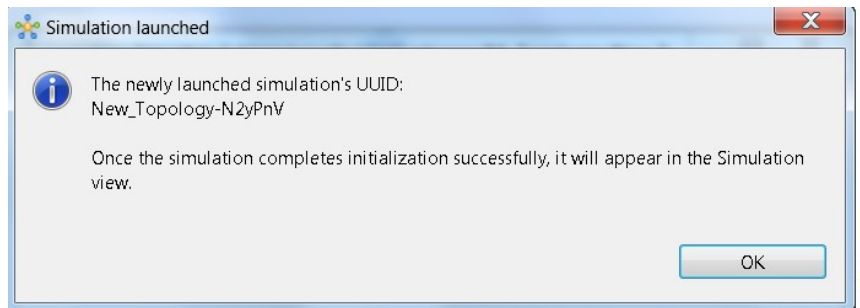 Simulation launched
The newly launched simulation's UUID:
New_Topology-N2yPnV
Once the simulation completes initialization successfully, it will appear in the Simulation
view.
OK